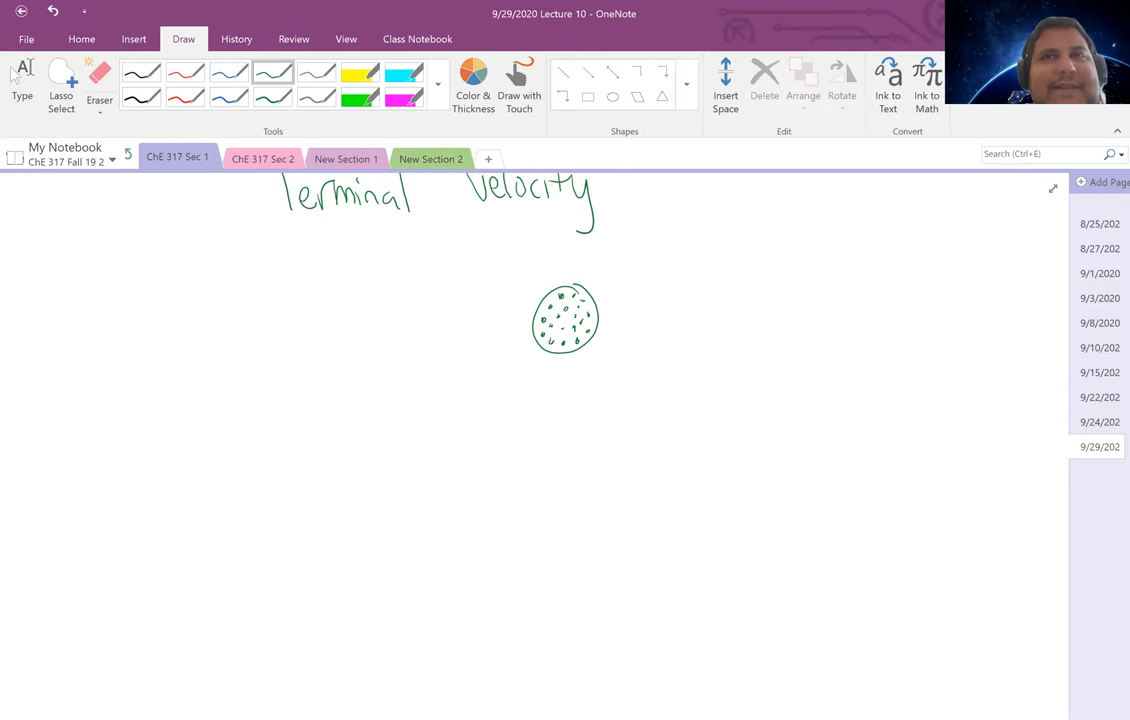 9/29/2020 Lecture 10 - OneNote
File Home Insert Draw History Review View Class Notebook
Type
Lasso Select
Eraser
Color & Thickness
Draw with Touch
Insert Space
Delete
Arrange
Rotate
Ink to Text
Ink to Math
Tools
Shapes
Edit
Convert
My Notebook
ChE 317 Fall 19 2
ChE 317 Sec 1
ChE 317 Sec 2
New Section 1
New Section 2
Search (Ctrl+E)
Add Page
Terminal Velocity
8/25/202
8/27/202
9/1/2020
9/3/2020
9/8/2020
9/10/202
9/15/202
9/22/202
9/24/202
9/29/202